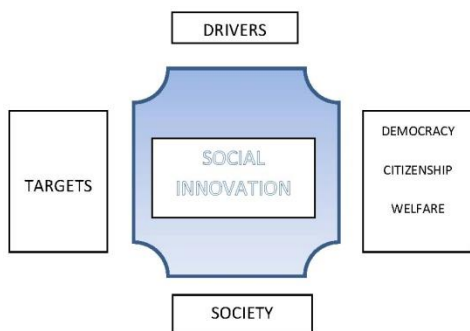 DRIVERS
DEMOCRACY
SOCIAL
INNOVATION
CITIZENSHIP
TARGETS
WELFARE
SOCIETY